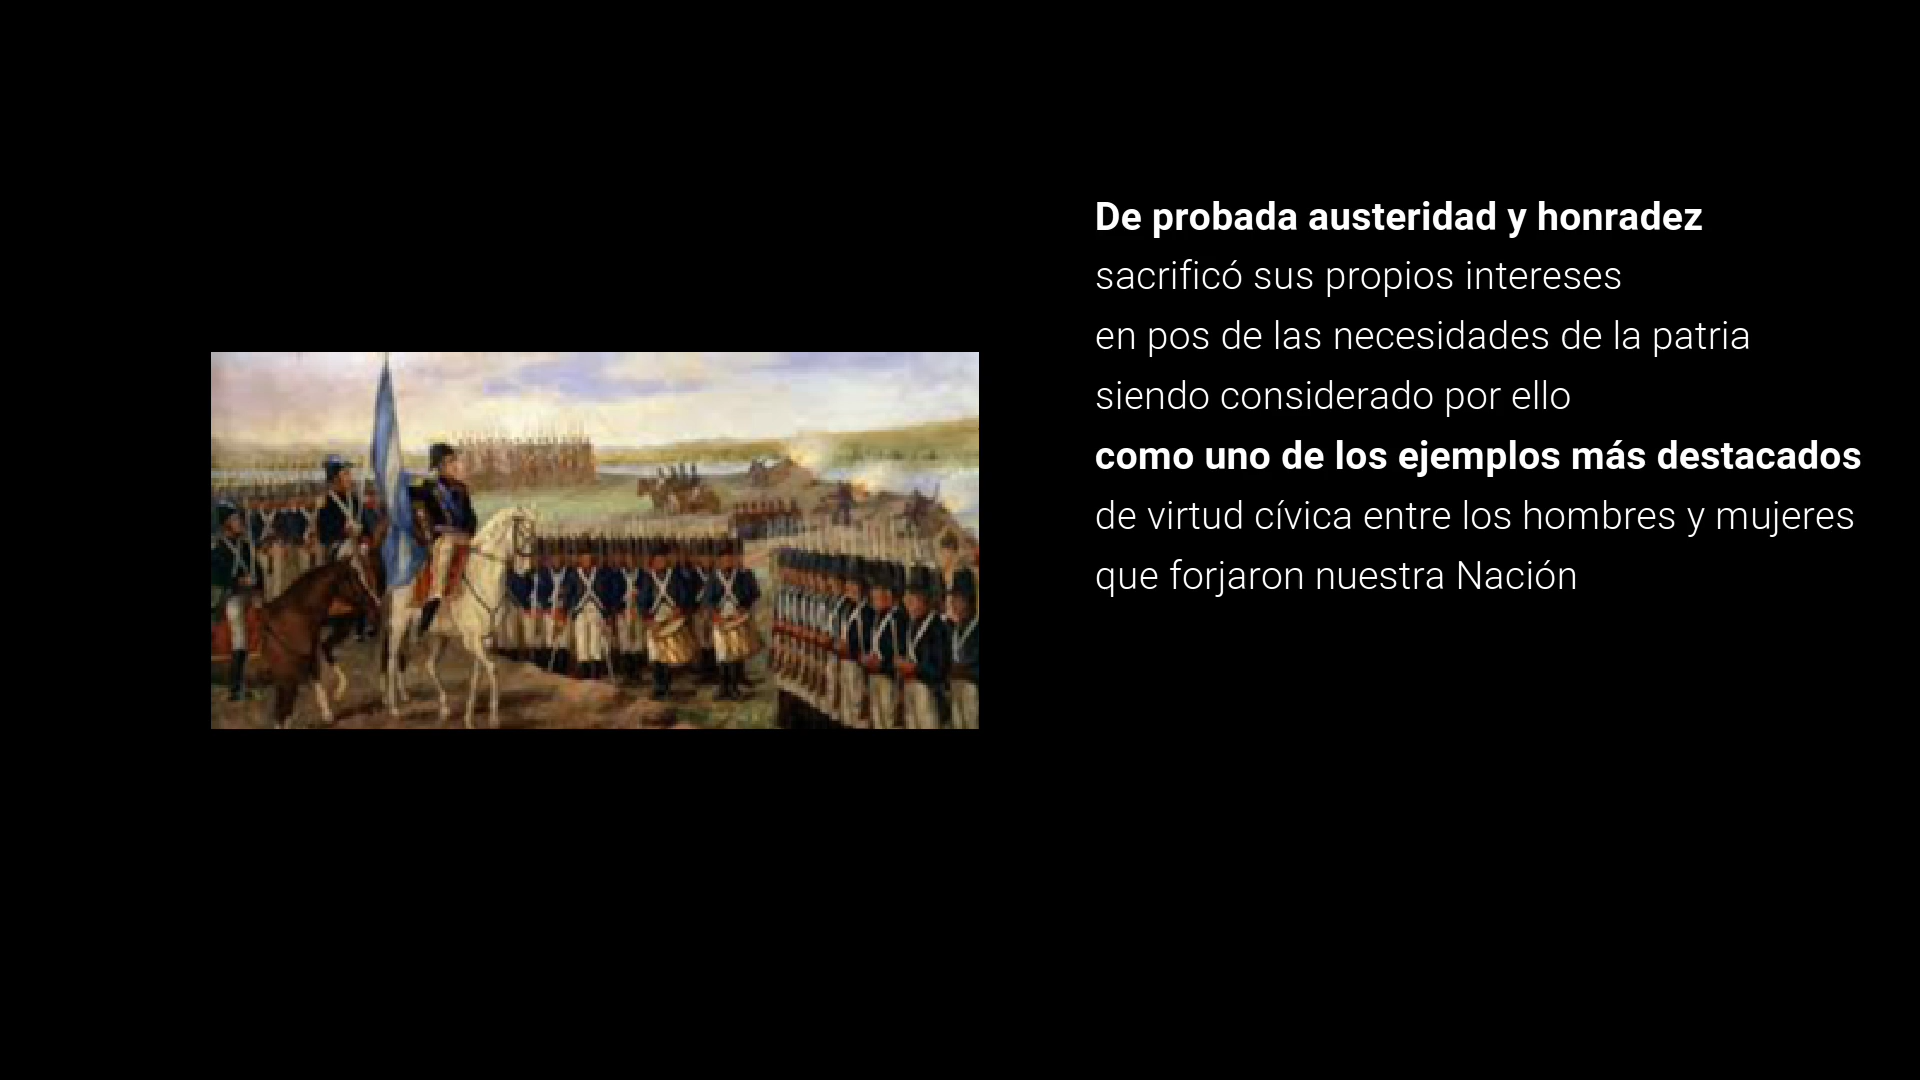 De probada austeridad y honradez
sacrificó sus propios intereses
en pos de las necesidades de la patria
siendo considerado por ello
como uno de los ejemplos más destacados
de virtud cívica entre los hombres y mujeres
que forjaron nuestra Nación